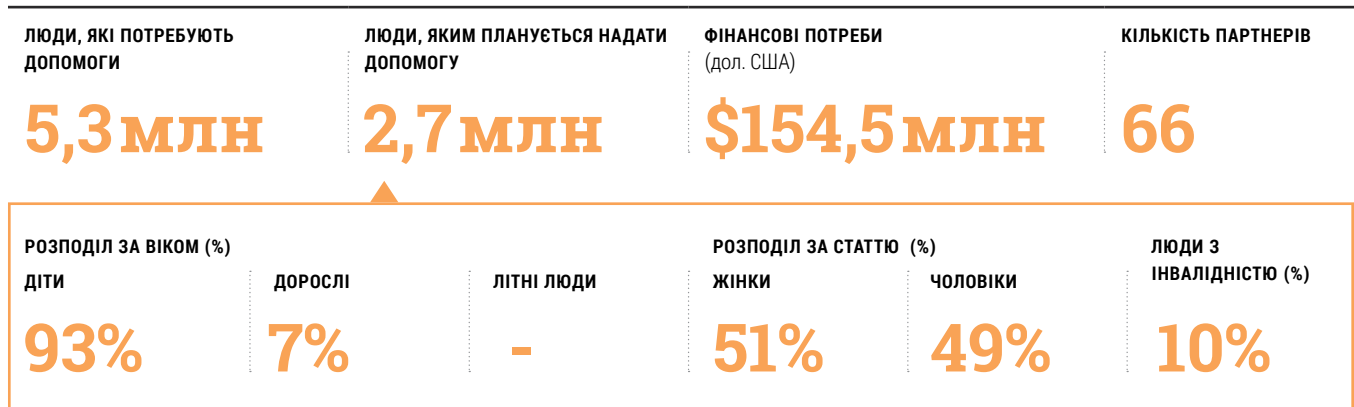 ЛЮДИ, ЯКІ ПОТРЕБУЮТЬ
ДОПОМОГИ
5,3 млн
ЛЮДИ, ЯКИМ ПЛАНУЄТЬСЯ НАДАТИ
ДОПОМОГУ
2,7 млн
ФІНАНСОВІ ПОТРЕБИ
(дол. США)
$154,5 млн
КІЛЬКІСТЬ ПАРТНЕРІВ
66
РОЗПОДІЛ ЗА ВІКОМ (%)
ДІТИ
93%
ДОРОСЛІ
7%
ЛІТНІ ЛЮДИ
-
РОЗПОДІЛ ЗА СТАТТЮ (%)
ЖІНКИ
51%
ЧОЛОВІКИ
49%
ЛЮДИ З
ІНВАЛІДНІСТЮ (%)
10%